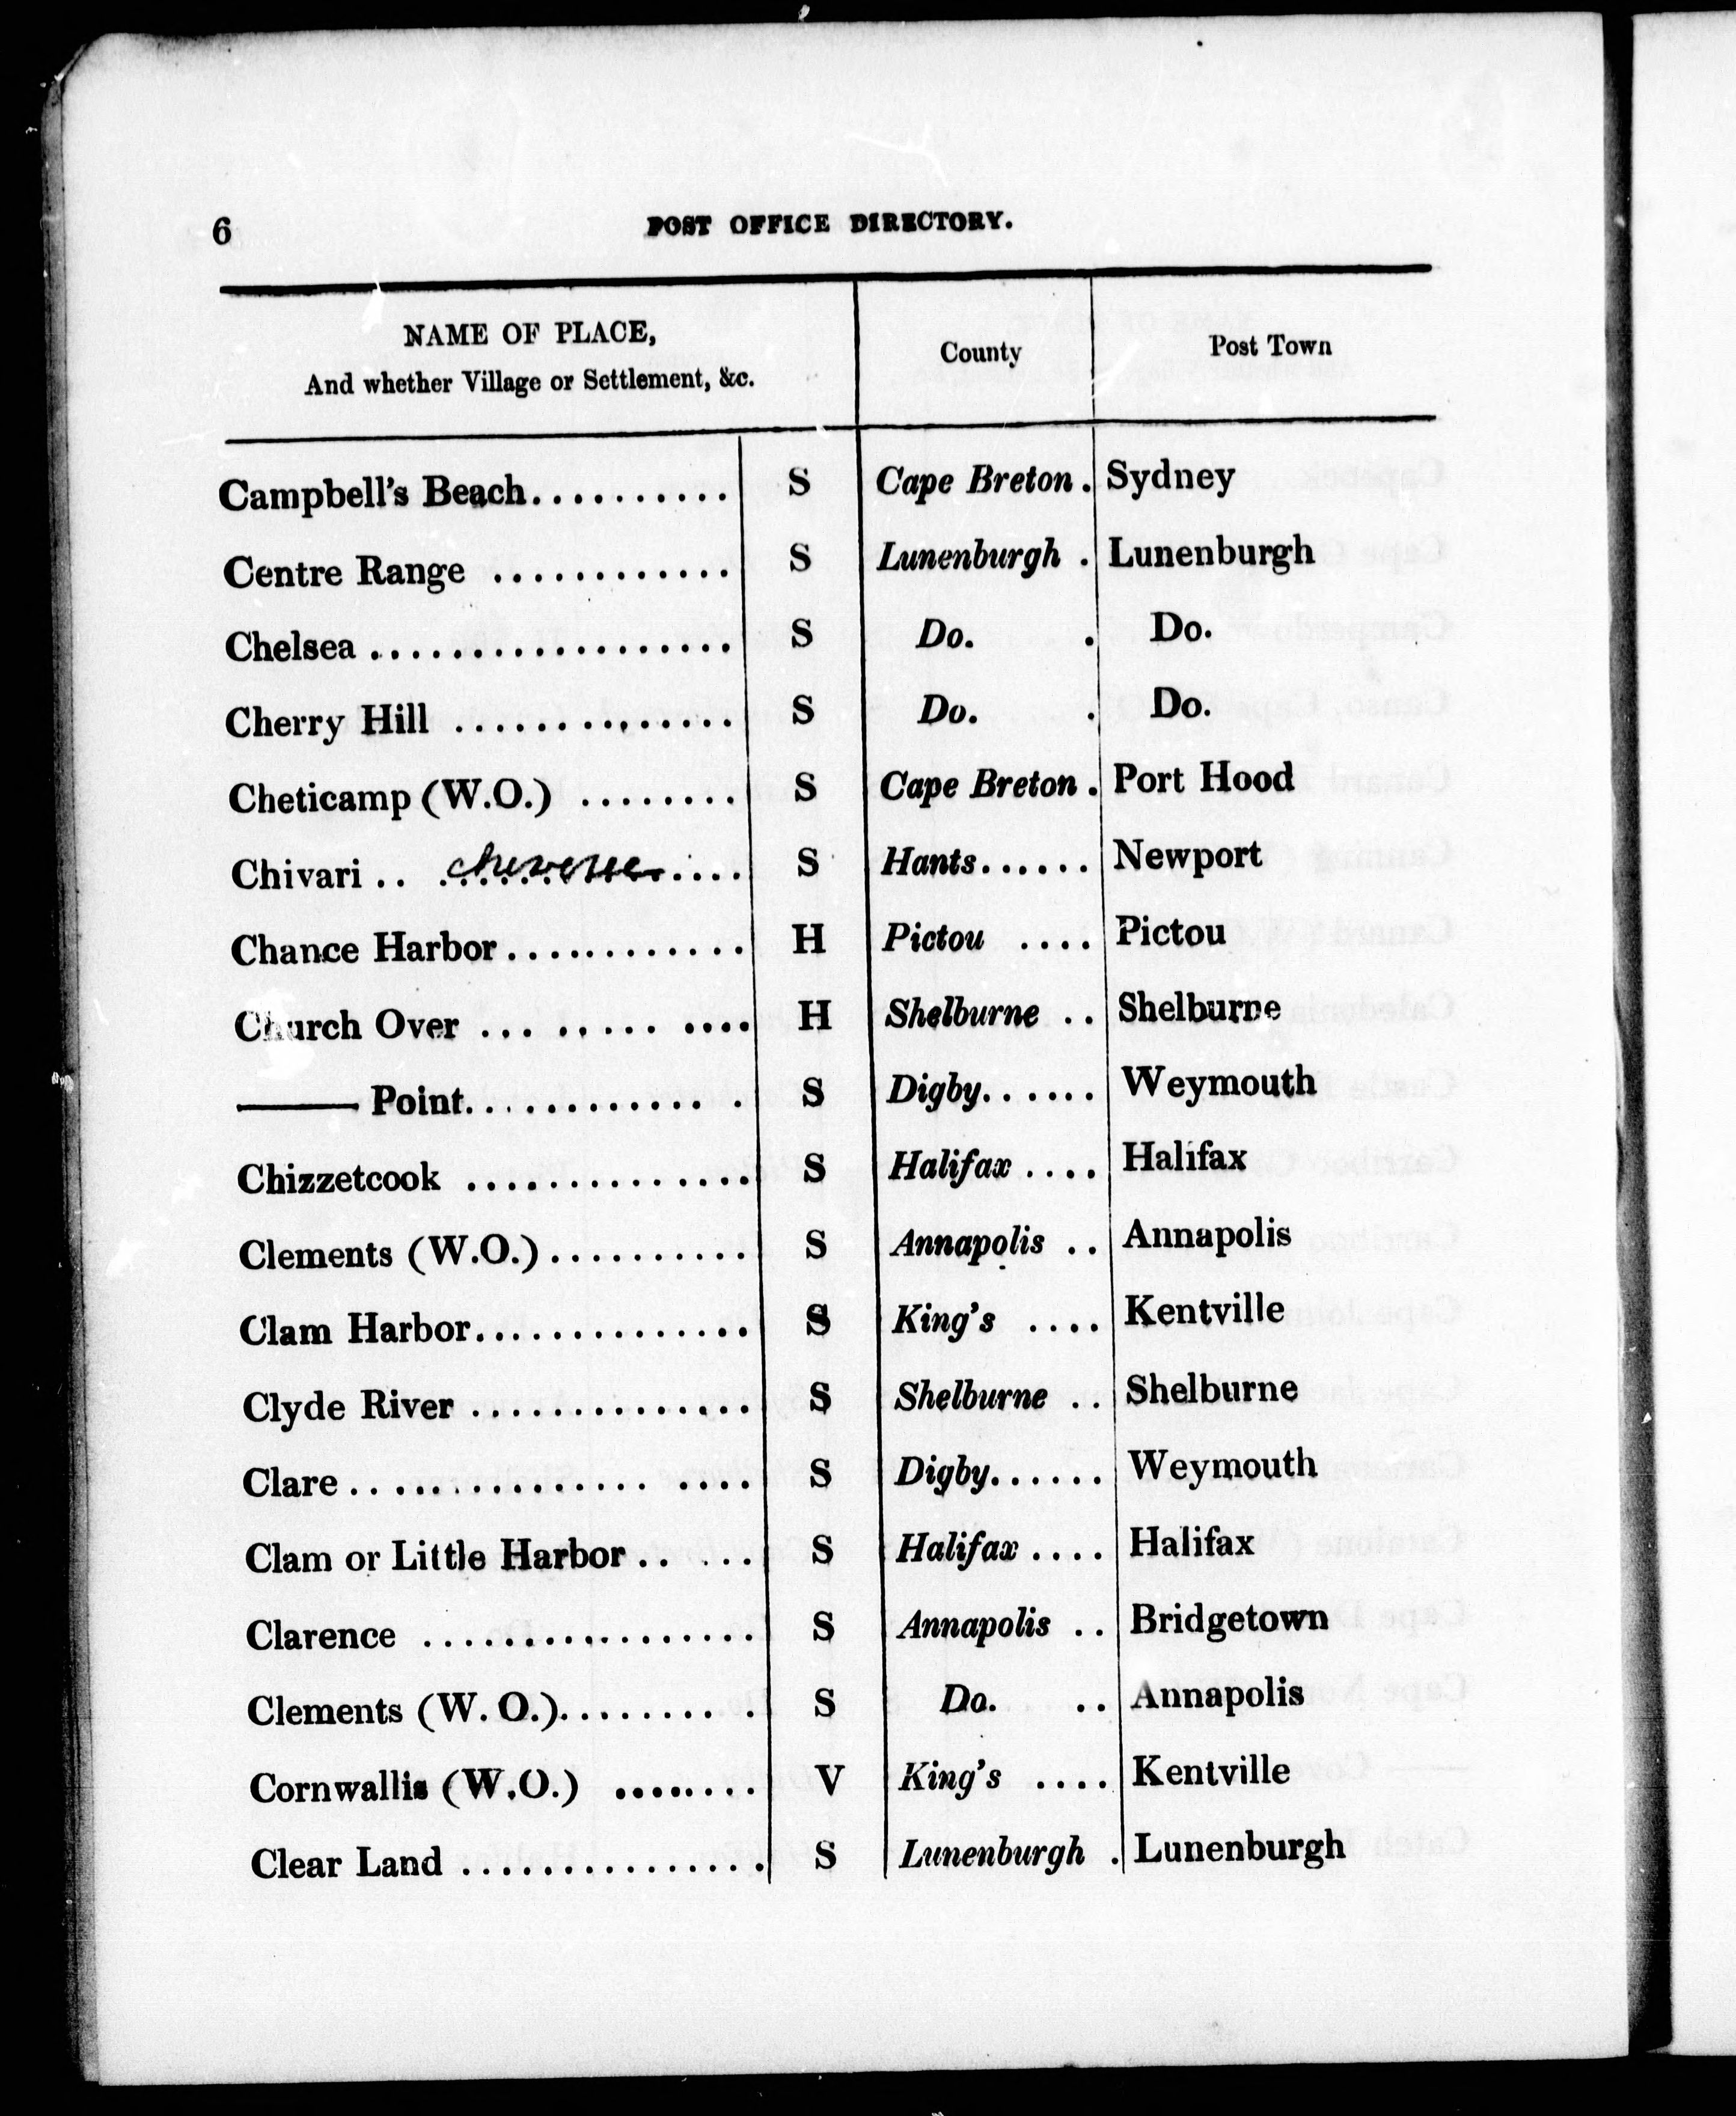 6 POST OFFICE DIRECTORY.
NAME OF PLACE, And whether Village or Settlement, &c. County Post Town
Campbell's Beach.......... S Cape Breton. Sydney
Centre Range ............ S Lunenburgh . Lunenburgh
Chelsea .................. S Do. . Do.
Cherry Hill .............. S Do. . Do.
Cheticamp (W.O.) ........ S Cape Breton. Port Hood
Chivari .. .... S Hants...... Newport
Chance Harbor............ H Pictou .... Pictou
Church Over ... ..... .... H Shelburne .. Shelburne
——— Point............. . S Digby...... Weymouth
Chizzetcook .............. S Halifax .... Halifax
Clements (W.O.).......... S Annapolis .. Annapolis
Clam Harbor.............. S King's .... Kentville
Clyde River .............. S Shelburne .. Shelburne
Clare............... .... S Digby...... Weymouth
Clam or Little Harbor.. ... S Halifax .... Halifax
Clarence ................. S Annapolis .. Bridgetown
Clements (W. O.)........ . S Do. .. Annapolis
Cornwallis (W.O.) ........ V King's .... Kentville
Clear Land ............... S Lunenburgh . Lunenburgh